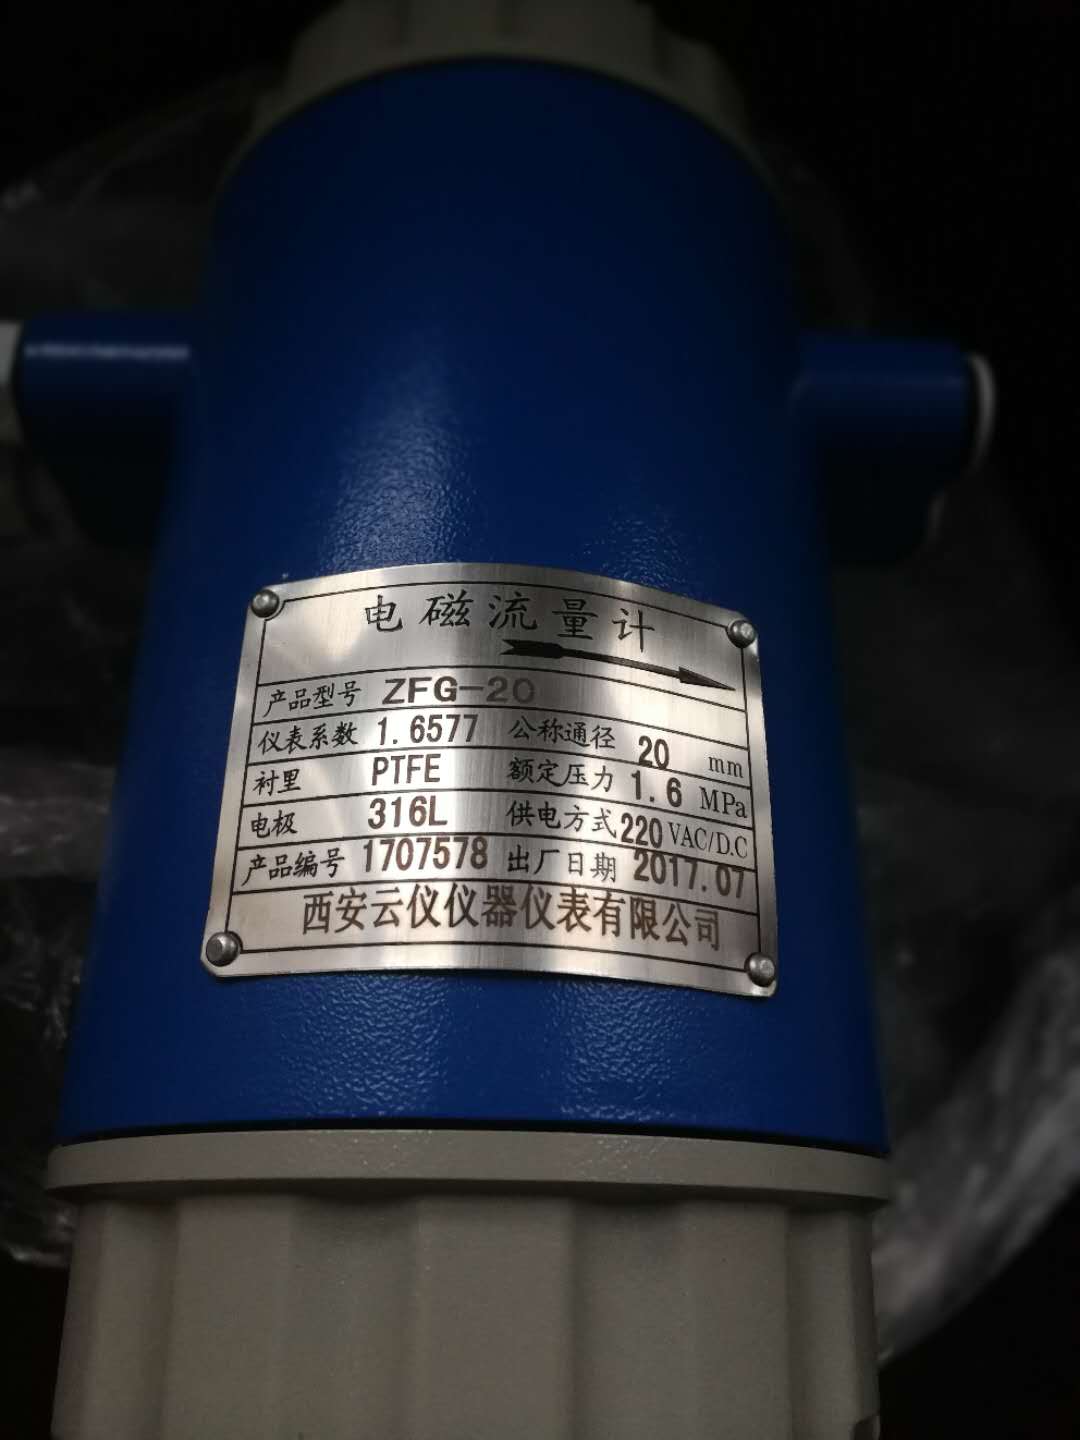 电磁流量计
产品型号 ZFG-20
仪表系数 1.6577 公称通径 20 mm
衬里 PTFE 额定压力 1.6 MPa
电极 316L 供电方式 220 VAC/D.C
产品编号 1707578 出厂日期 2017.07
西安云仪仪器仪表有限公司